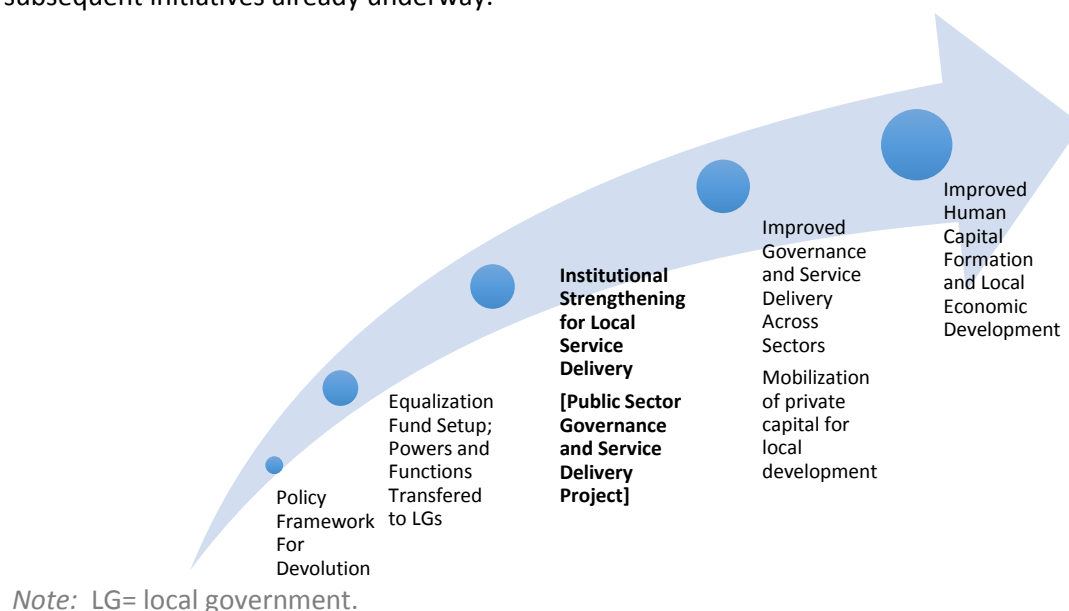 subsequent initiatives already underway.
Policy
Framework
For
Devolution
Equalization
Fund Setup;
Powers and
Functions
Transfered
to LGs
Institutional
Strengthening
for Local
Service
Delivery
[Public Sector
Governance
and Service
Delivery
Project]
Improved
Governance
and Service
Delivery
Across
Sectors
Mobilization
of private
capital for
local
development
Improved
Human
Capital
Formation
and Local
Economic
Development
Note: LG= local government.